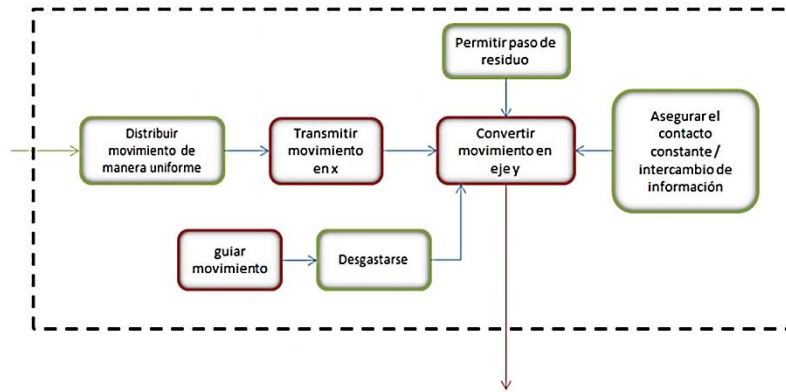 Permitir paso de
residuo
Distribuir
movimiento de
manera uniforme
Transmitir
movimiento
en x
Convertir
movimiento en
eje y
Asegurar el
contacto
constante /
intercambio de
información
guiar
movimiento
Desgastarse